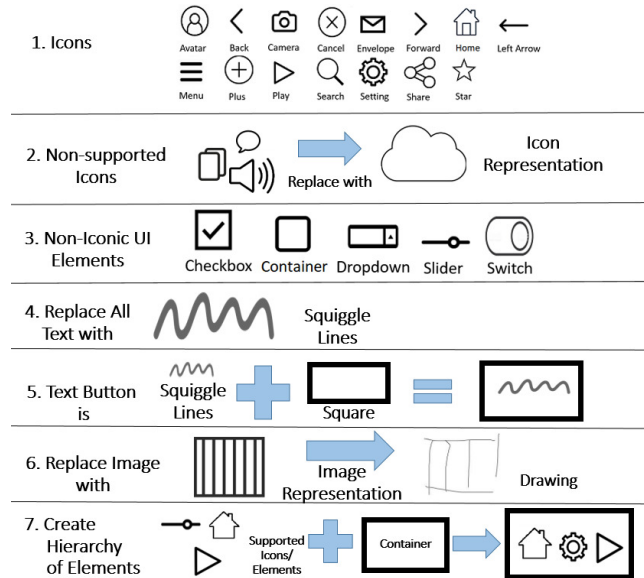 1. Icons
Avatar Back Camera Cancel Envelope Forward Home Left Arrow
Menu Plus Play Search Setting Share Star
2. Non-supported
Icons
Replace with
Icon
Representation
3. Non-Iconic UI
Elements
Checkbox Container Dropdown Slider Switch
4. Replace All
Text with
Squiggle
Lines
5. Text Button
is
Squiggle
Lines
Square
6. Replace Image
with
Image
Representation
Drawing
7. Create
Hierarchy
of Elements
Supported
Icons/
Elements
Container